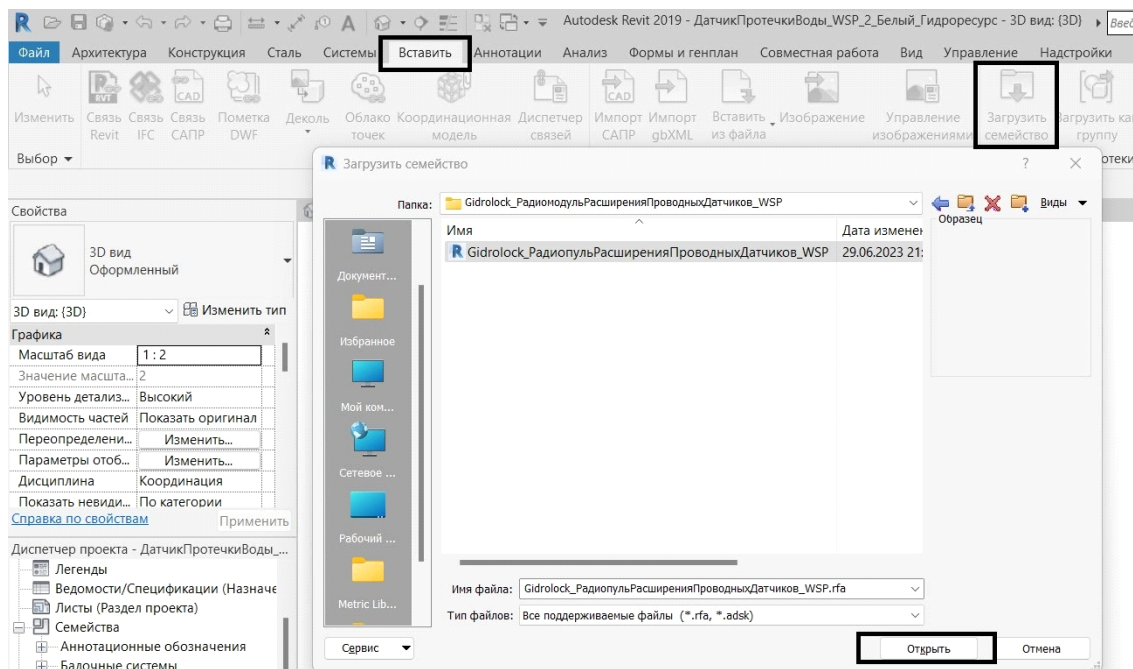 Autodesk Revit 2019 - ДатчикПротечкиВоды_WSP_2_Белый_Гидроресурс - 3D вид: {3D}
Файл Архитектура Конструкция Сталь Системы Вставить Аннотации Анализ Формы и генплан Совместная работа Вид Управление Надстройки
Изменить Связь Связь Связь Пометка Деколь Облако Координационная Диспетчер Импорт Импорт Вставить Изображение Управление Загрузить Загрузить как
Revit IFC САПР DWF точек модель связей САПР gbXML из файла изображениями семейство группу
Выбор
Загрузить семейство
Свойства
Папка: Gidrolock_РадиомодульРасширенияПроводныхДатчиков_WSP Виды
Образец
Имя Дата изменен
Gidrolock_РадиопульРасширенияПроводныхДатчиков_WSP 29.06.2023 21:
3D вид
Оформленный
Документ...
3D вид: {3D} Изменить тип
Графика
Избранное
Масштаб вида 1 : 2
Значение масшта... 2
Уровень детализ... Высокий
Мой ком...
Видимость частей Показать оригинал
Переопределени... Изменить...
Параметры отоб... Изменить...
Сетевое ...
Дисциплина Координация
Показать невиди... По категории
Справка по свойствам Применить
Рабочий ...
Диспетчер проекта - ДатчикПротечкиВоды_...
Легенды
Ведомости/Спецификации (Назначе
Имя файла: Gidrolock_РадиопульРасширенияПроводныхДатчиков_WSP.rfa
Metric Lib...
Листы (Раздел проекта)
Тип файлов: Все поддерживаемые файлы (*.rfa, *.adsk)
Семейства
Аннотационные обозначения
Сервис Открыть Отмена
Балочные системы